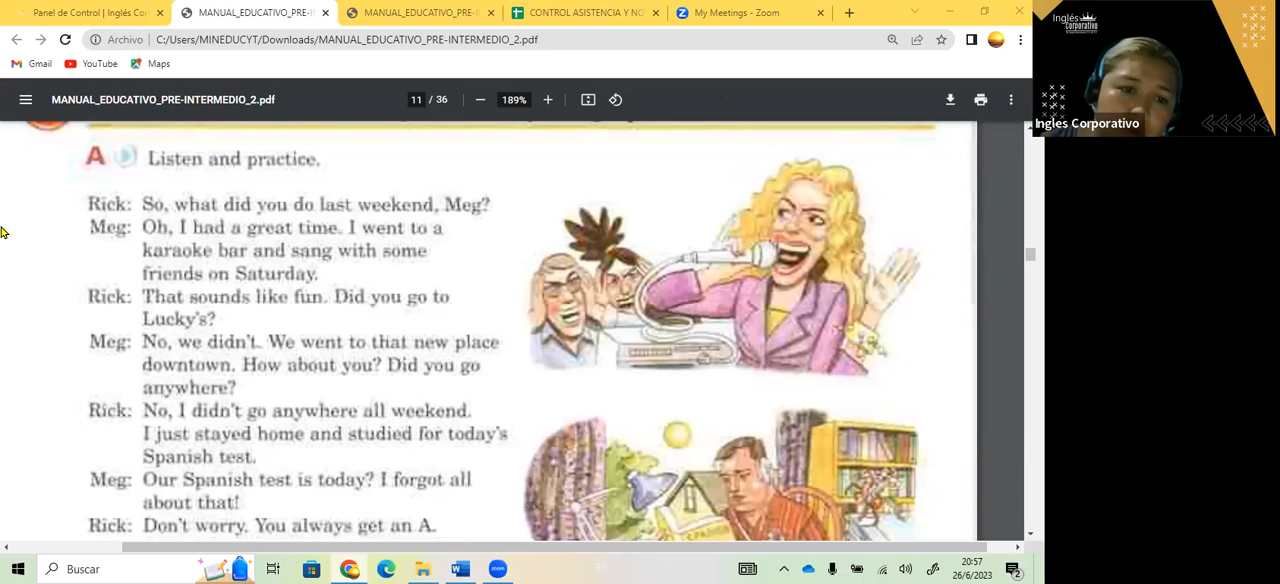 Panel de Control | Inglés Co
MANUAL_EDUCATIVO_PRE-I
MANUAL_EDUCATIVO_PRE-I
CONTROL ASISTENCIA Y NO
My Meetings - Zoom
Archivo
C:/Users/MINEDUCYT/Downloads/MANUAL_EDUCATIVO_PRE-INTERMEDIO_2.pdf
Gmail
YouTube
Maps
MANUAL_EDUCATIVO_PRE-INTERMEDIO_2.pdf
11 / 36
189%
Inglés
Corporativo
Ingles Corporativo
A Listen and practice.
Rick: So, what did you do last weekend, Meg?
Meg: Oh, I had a great time. I went to a
karaoke bar and sang with some
friends on Saturday.
Rick: That sounds like fun. Did you go to
Lucky's?
Meg: No, we didn't. We went to that new place
downtown. How about you? Did you go
anywhere?
Rick: No, I didn't go anywhere all weekend.
I just stayed home and studied for today's
Spanish test.
Meg: Our Spanish test is today? I forgot all
about that!
Rick: Don't worry. You always get an A.
Buscar
20:57
26/6/2023
2